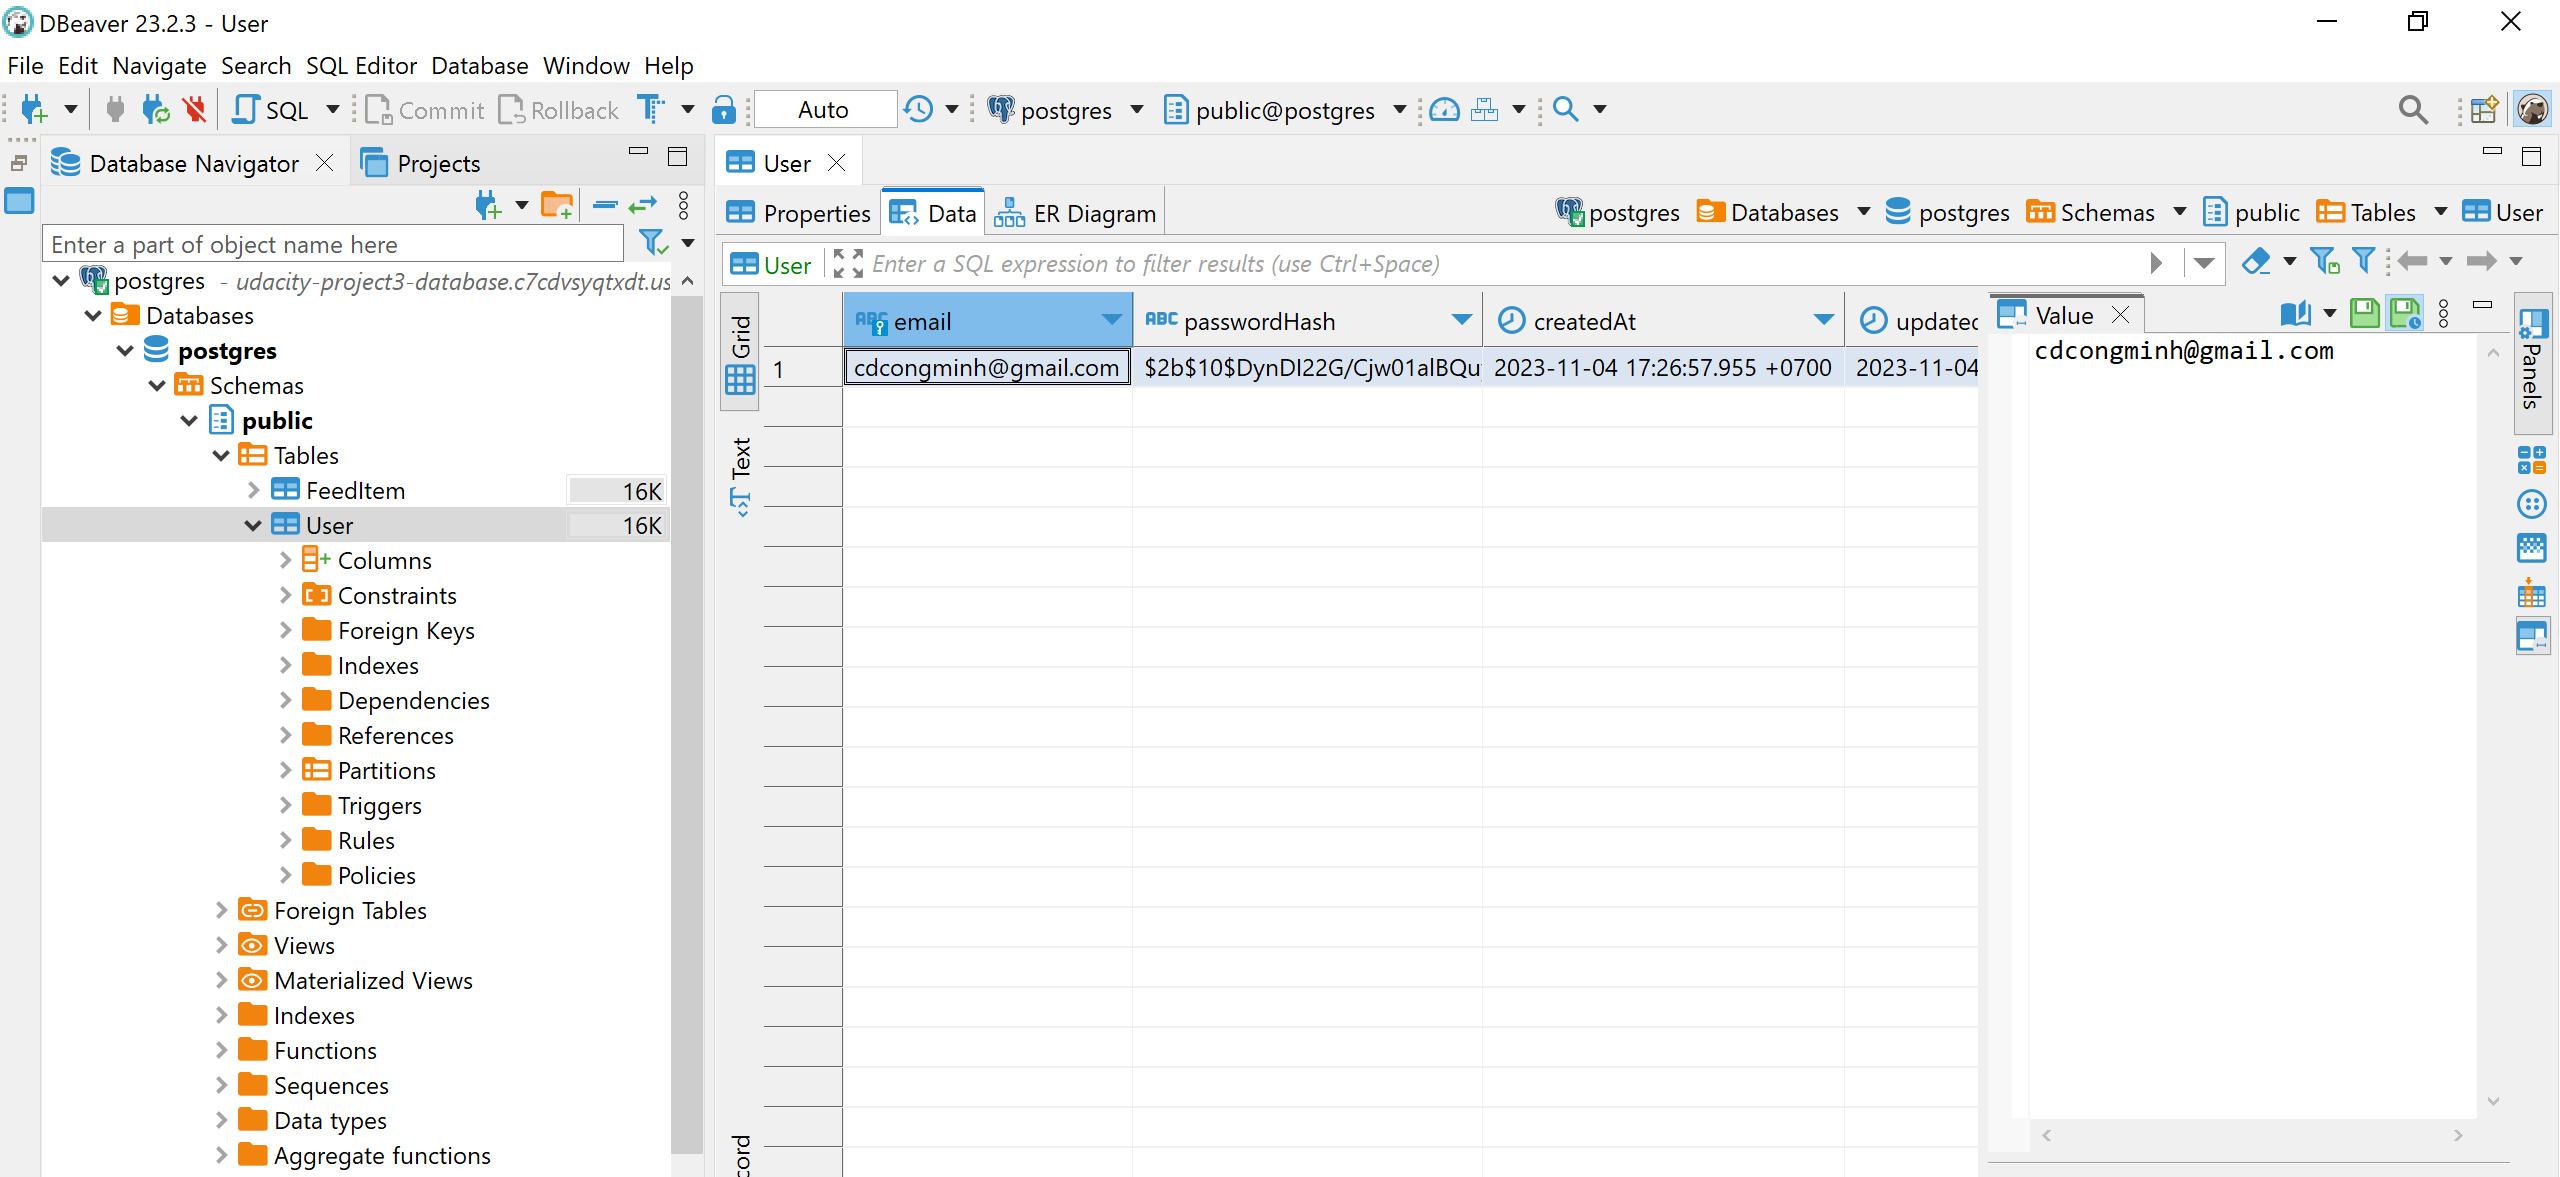 DBeaver 23.2.3 - User
File Edit Navigate Search SQL Editor Database Window Help
SQL Commit Rollback Auto postgres public@postgres
Database Navigator Projects
User
Properties Data ER Diagram postgres Databases postgres Schemas public Tables User
Enter a part of object name here
User Enter a SQL expression to filter results (use Ctrl+Space)
postgres - udacity-project3-database.c7cdvsyqtxdt.us
Databases
postgres
Schemas
public
Tables
FeedItem 16K
User 16K
Columns
Constraints
Foreign Keys
Indexes
Dependencies
References
Partitions
Triggers
Rules
Policies
Foreign Tables
Views
Materialized Views
Indexes
Functions
Sequences
Data types
Aggregate functions
Grid
Text
cord
ABC email ABC passwordHash createdAt updated
1 cdcongminh@gmail.com $2b$10$DynDI22G/Cjw01alBQu 2023-11-04 17:26:57.955 +0700 2023-11-04
Value
cdcongminh@gmail.com
Panels